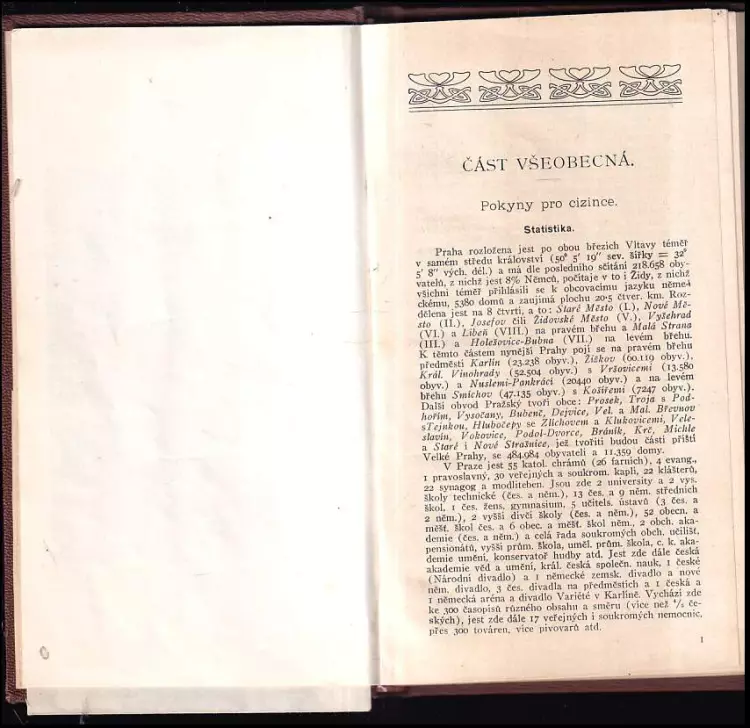 ČÁST VŠEOBECNÁ.
Pokyny pro cizince.
Statistika.
Praha rozložena jest po obou březích Vltavy téměř
v samém středu království (50° 5′ 19″ sev. šířky = 32°
5′ 8″ vých. dél.) a má dle posledního sčítání 218.658 oby-
vatelů, z nichž jest 8% Němců, počítaje v to i Židy, z nichž
všichni téměř přihlásili se k obcovacímu jazyku němec-
ckému, 5380 domů a zaujímá plochu 20·5 čtver. km. Roz-
dělena jest na 8 čtvrtí, a to: Staré Město (I.), Nové Mě-
sto (II.), Josefov čili Židovské Město (V.), Vyšehrad
(VI.) a Libeň (VIII.) na pravém břehu a Malá Strana
(III.) a Holešovice-Bubna (VII.) na levém břehu.
K těmto částem nynější Prahy pojí se na pravém břehu
předměstí Karlín (23.238 obyv.), Žižkov (60.119 obyv.),
Král. Vinohrady (52.504 obyv.) s Vršovicemi (13.580
obyv.) a Nuslemi-Pankrácí (20440 obyv.) a na levém
břehu Smíchov (47.135 obyv.) s Košířemi (7247 obyv.).
Další obvod Pražský tvoří obce: Prosek, Troja s Pod-
hořím, Vysočany, Bubeneč, Dejvice, Vel. a Mal. Břevnov
s Tejnkou, Hlubočepy se Zlíchovem a Klukovicemi, Vele-
slavín, Vokovice, Podol-Dvorce, Bráník, Krč, Michle
a Staré i Nové Strašnice, jež tvořiti budou části příští
Velké Prahy, se 484.984 obyvateli a 11.359 domy.
V Praze jest 55 katol. chrámů (26 farních), 4 evang.,
1 pravoslavný, 30 veřejných a soukrom. kaplí, 22 klášterů,
22 synagog a modliteben. Jsou zde 2 university a 2 vys.
školy technické (čes. a něm.), 13 čes. a 9 něm. středních
škol, 1 čes. žens. gymnasium, 5 učitels. ústavů (3 čes. a
2 něm.), 2 vyšší dívčí školy (čes. a něm.), 52 obecn. a
měšť. škol čes. a 6 obec. a měšť. škol něm., 2 obch. aka-
demie (čes. a něm.) a celá řada soukromých obch. učilišť,
pensionátů, vyšší prům. škola, uměl. prům. škola, c. k. aka-
demie umění, konservatoř hudby atd. Jest zde dále česká
akademie věd a umění, král. česká společn. nauk, 1 české
(Národní divadlo) a 1 německé zemsk. divadlo a nové
něm. divadlo, 3 čes. divadla na předměstích a 1 česká a
1 německá aréna a divadlo Variété v Karlíně. Vychází zde
ke 300 časopisů různého obsahu a směru (více než ⁴/₅ če-
ských), jest zde dále 17 veřejných i soukromých nemocnic,
přes 300 továren, více pivovarů atd.
1